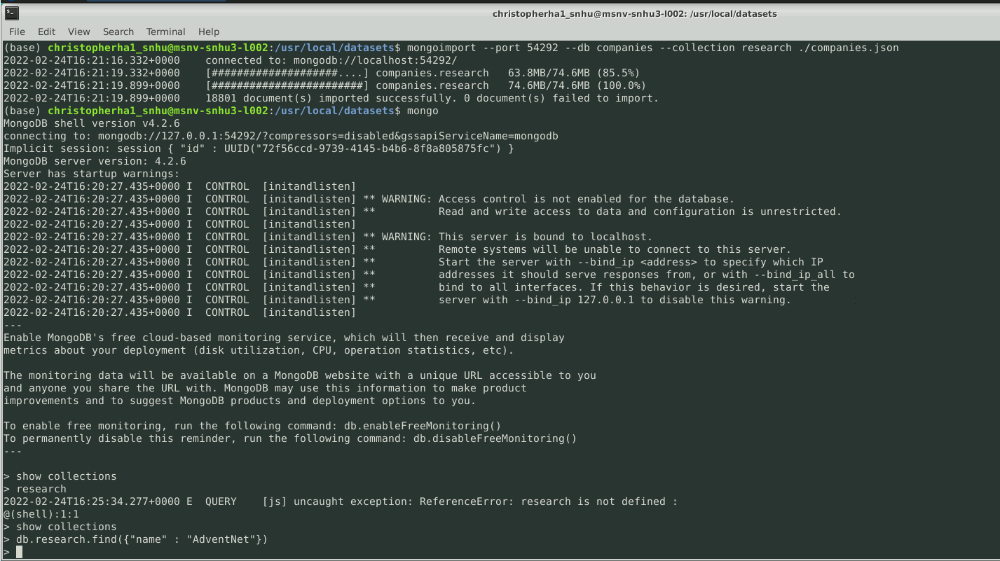 christopherha1_snhu@msnv-snhu3-l002: /usr/local/datasets
File Edit View Search Terminal Help
(base) christopherha1_snhu@msnv-snhu3-l002:/usr/local/datasets$ mongoimport --port 54292 --db companies --collection research ./companies.json
2022-02-24T16:21:16.332+0000    connected to: mongodb://localhost:54292/
2022-02-24T16:21:19.332+0000    [####################....] companies.research   63.8MB/74.6MB (85.5%)
2022-02-24T16:21:19.899+0000    [########################] companies.research   74.6MB/74.6MB (100.0%)
2022-02-24T16:21:19.899+0000    18801 document(s) imported successfully. 0 document(s) failed to import.
(base) christopherha1_snhu@msnv-snhu3-l002:/usr/local/datasets$ mongo
MongoDB shell version v4.2.6
connecting to: mongodb://127.0.0.1:54292/?compressors=disabled&gssapiServiceName=mongodb
Implicit session: session { "id" : UUID("72f56ccd-9739-4145-b4b6-8f8a805875fc") }
MongoDB server version: 4.2.6
Server has startup warnings:
2022-02-24T16:20:27.435+0000 I  CONTROL  [initandlisten]
2022-02-24T16:20:27.435+0000 I  CONTROL  [initandlisten] ** WARNING: Access control is not enabled for the database.
2022-02-24T16:20:27.435+0000 I  CONTROL  [initandlisten] **          Read and write access to data and configuration is unrestricted.
2022-02-24T16:20:27.435+0000 I  CONTROL  [initandlisten]
2022-02-24T16:20:27.435+0000 I  CONTROL  [initandlisten] ** WARNING: This server is bound to localhost.
2022-02-24T16:20:27.435+0000 I  CONTROL  [initandlisten] **          Remote systems will be unable to connect to this server.
2022-02-24T16:20:27.435+0000 I  CONTROL  [initandlisten] **          Start the server with --bind_ip <address> to specify which IP
2022-02-24T16:20:27.435+0000 I  CONTROL  [initandlisten] **          addresses it should serve responses from, or with --bind_ip_all to
2022-02-24T16:20:27.435+0000 I  CONTROL  [initandlisten] **          bind to all interfaces. If this behavior is desired, start the
2022-02-24T16:20:27.435+0000 I  CONTROL  [initandlisten] **          server with --bind_ip 127.0.0.1 to disable this warning.
2022-02-24T16:20:27.435+0000 I  CONTROL  [initandlisten]
---
Enable MongoDB's free cloud-based monitoring service, which will then receive and display
metrics about your deployment (disk utilization, CPU, operation statistics, etc).

The monitoring data will be available on a MongoDB website with a unique URL accessible to you
and anyone you share the URL with. MongoDB may use this information to make product
improvements and to suggest MongoDB products and deployment options to you.

To enable free monitoring, run the following command: db.enableFreeMonitoring()
To permanently disable this reminder, run the following command: db.disableFreeMonitoring()
---

> show collections
> research
2022-02-24T16:25:34.277+0000 E  QUERY    [js] uncaught exception: ReferenceError: research is not defined :
@(shell):1:1
> show collections
> db.research.find({"name" : "AdventNet"})
>